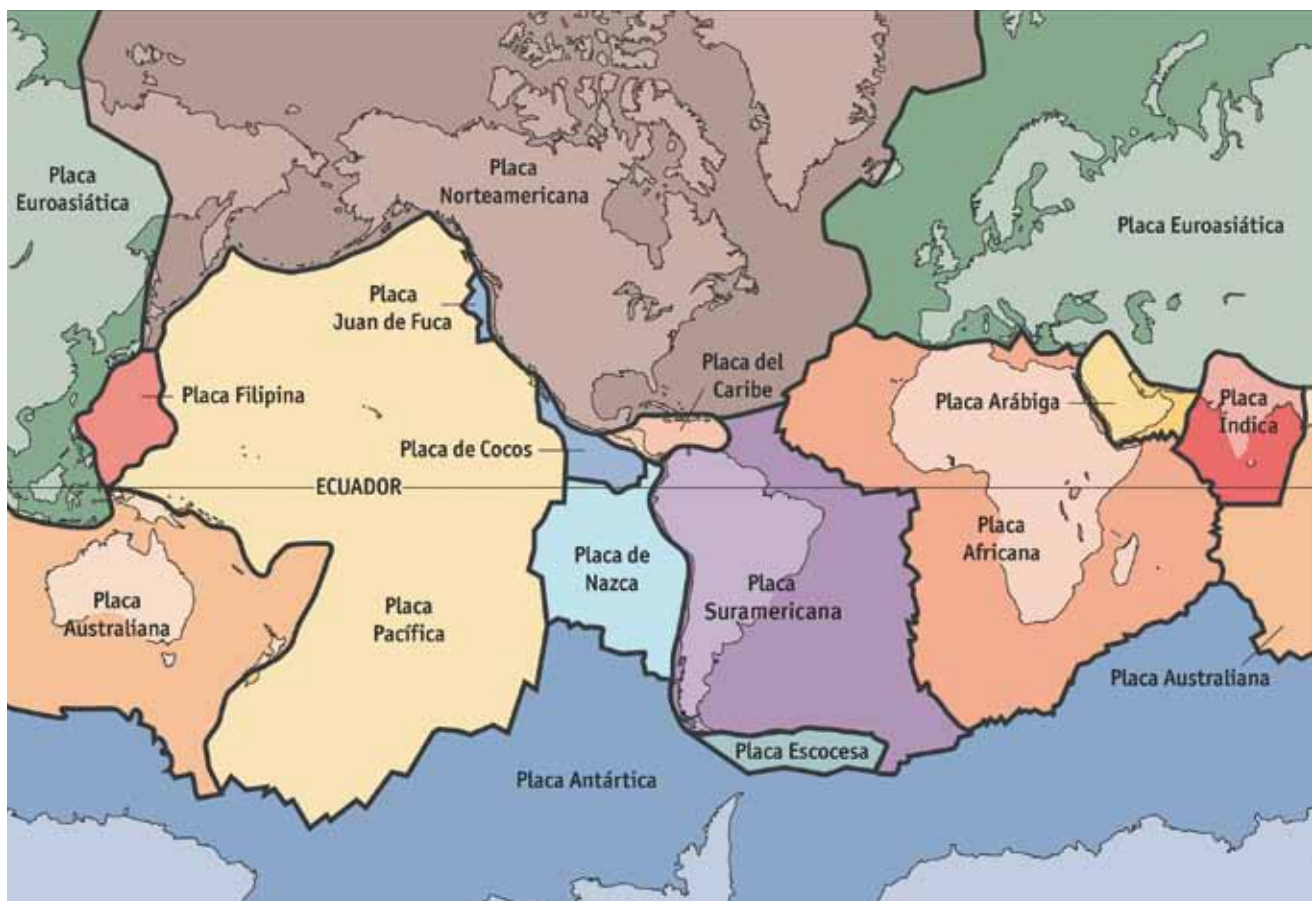 Placa
Euroasiática
Placa
Norteamericana
Placa Euroasiática
Placa
Juan de Fuca
Placa del
Caribe
Placa Filipina
Placa Arábiga
Placa
Índica
Placa de Cocos
ECUADOR
Placa
Africana
Placa de
Nazca
Placa
Suramericana
Placa
Australiana
Placa
Pacífica
Placa Australiana
Placa Escocesa
Placa Antártica